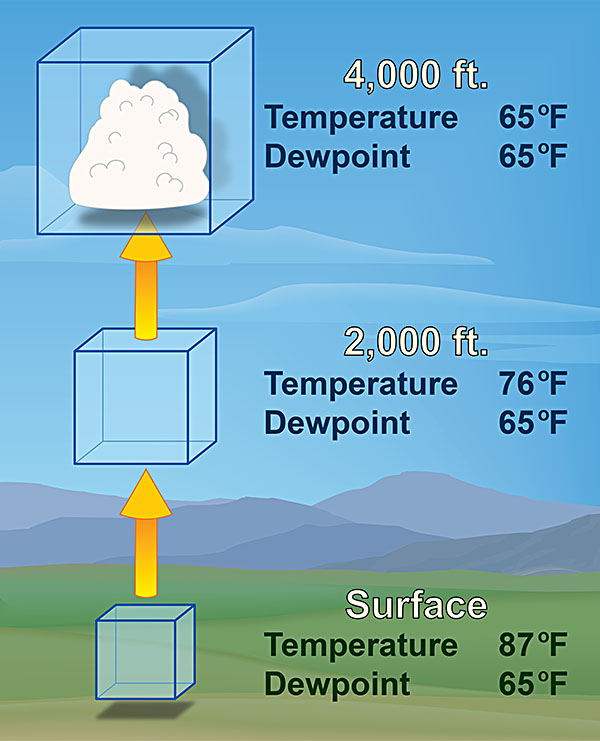 4,000 ft.
Temperature 65°F
Dewpoint 65°F
2,000 ft.
Temperature 76°F
Dewpoint 65°F
Surface
Temperature 87°F
Dewpoint 65°F